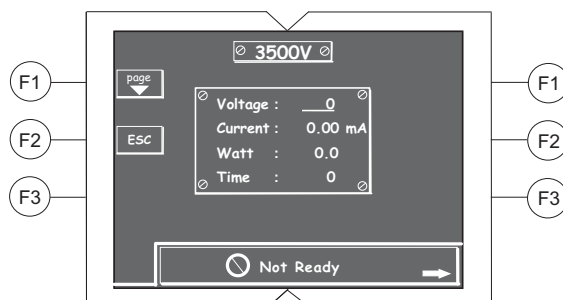 3500V
F1
page
F1
Voltage : 0
F2
ESC
Current : 0.00 mA
F2
Watt : 0.0
F3
Time : 0
F3
Not Ready